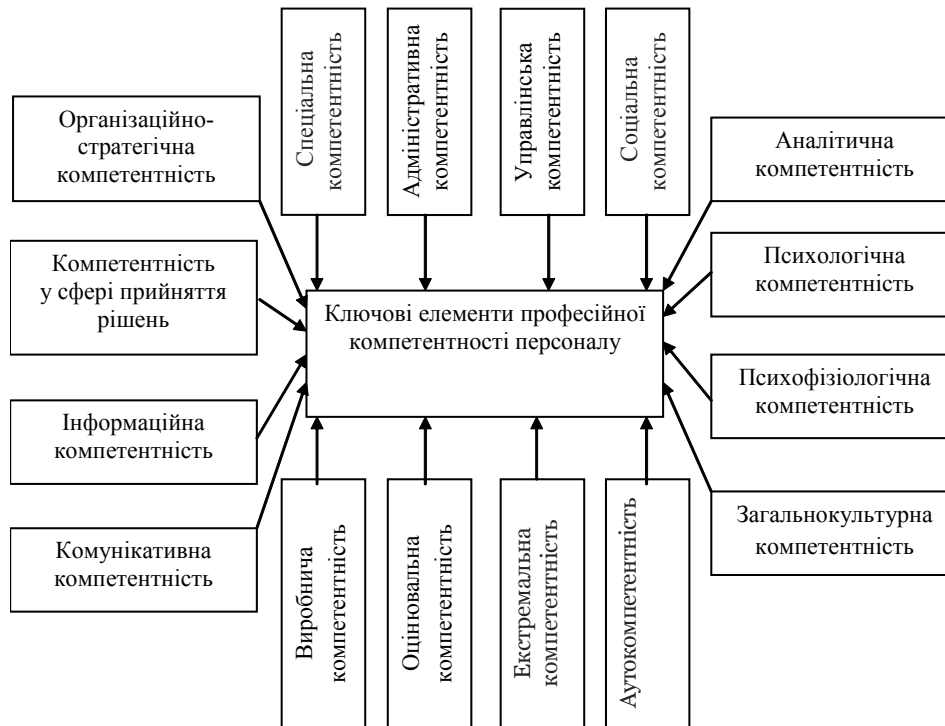 Спеціальна
компетентність
Адміністративна
компетентність
Управлінська
компетентність
Соціальна
компетентність
Організаційно-
стратегічна
компетентність
Аналітична
компетентність
Компетентність
у сфері прийняття
рішень
Психологічна
компетентність
Ключові елементи професійної
компетентності персоналу
Інформаційна
компетентність
Психофізіологічна
компетентність
Комунікативна
компетентність
Загальнокультурна
компетентність
Виробнича
компетентність
Оцінювальна
компетентність
Екстремальна
компетентність
Аутокомпетентність